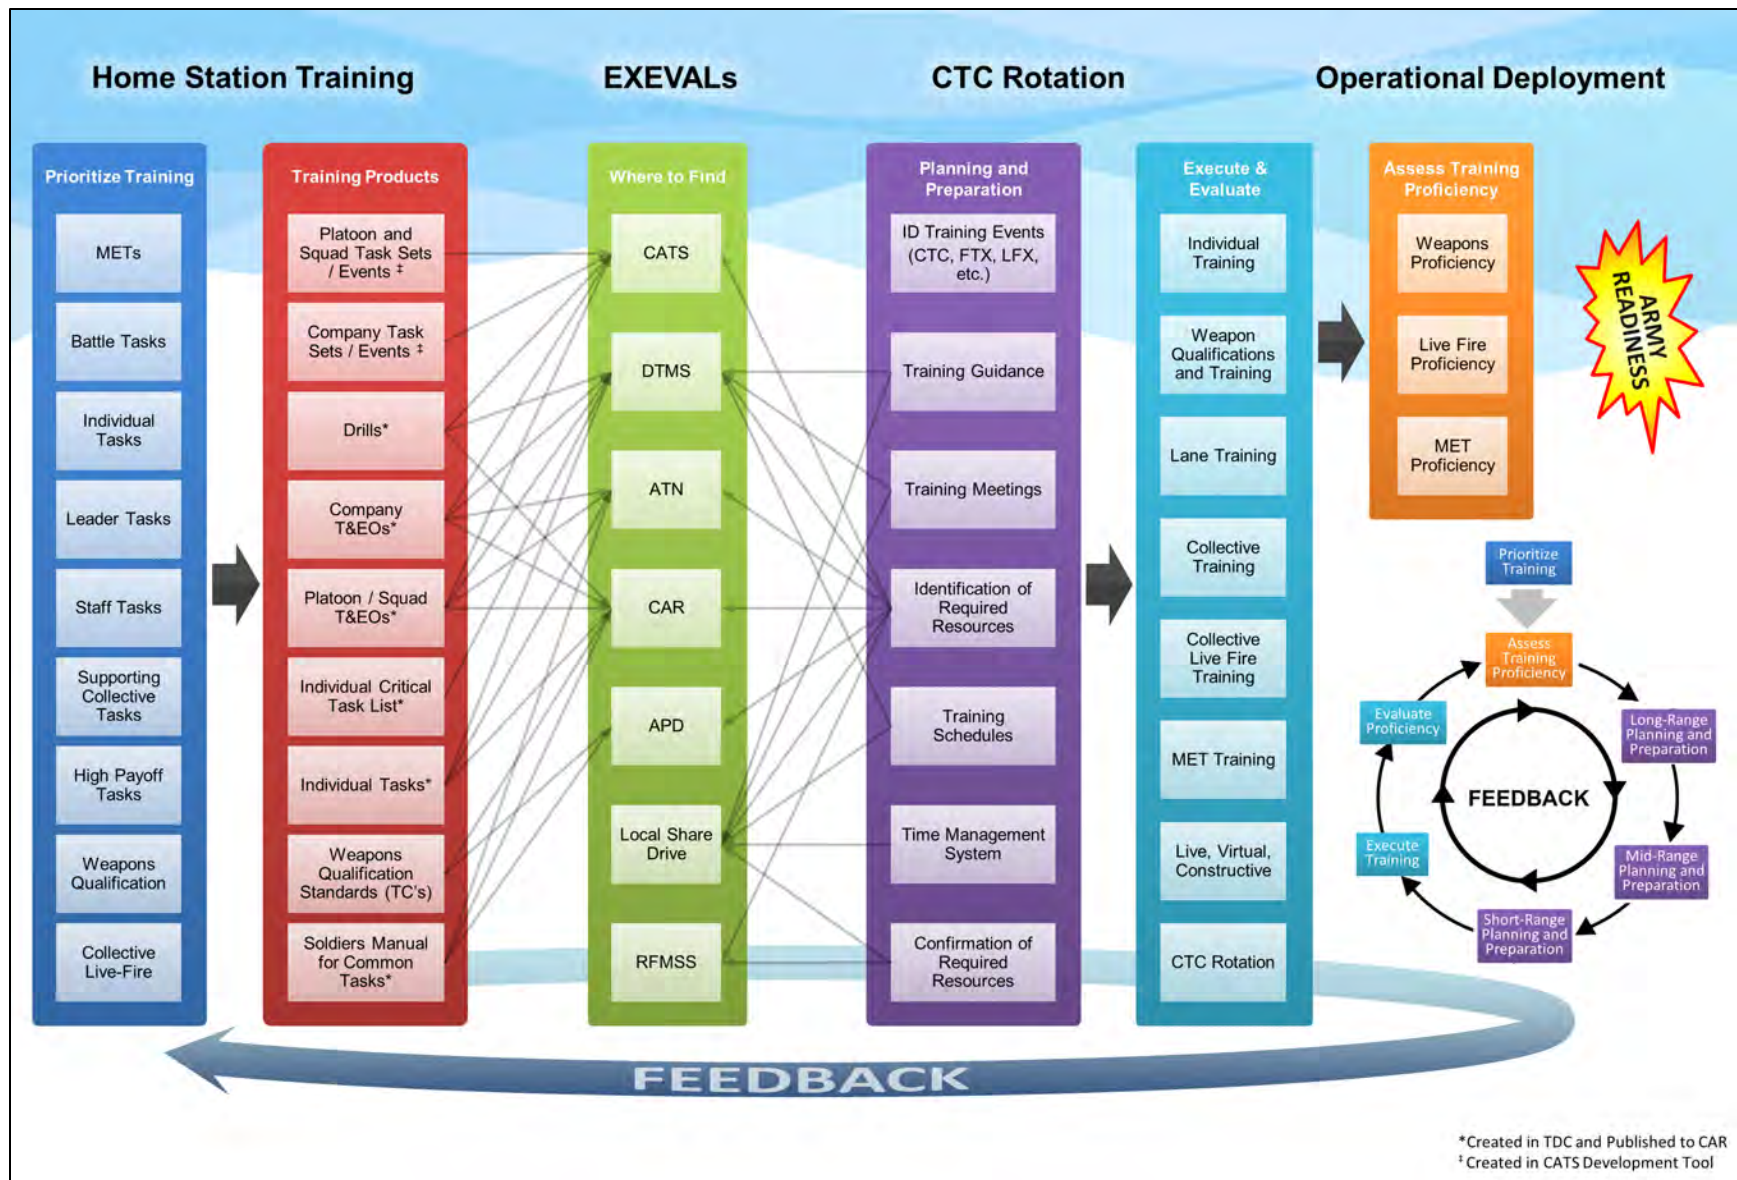 Home Station Training
EXEVALs
CTC Rotation
Operational Deployment
Prioritize Training
METs
Battle Tasks
Individual
Tasks
Leader Tasks
Staff Tasks
Supporting
Collective
Tasks
High Payoff
Tasks
Weapons
Qualification
Collective
Live-Fire
Training Products
Platoon and
Squad Task Sets
/ Events ‡
Company Task
Sets / Events ‡
Drills*
Company
T&EOs*
Platoon / Squad
T&EOs*
Individual Critical
Task List*
Individual Tasks*
Weapons
Qualification
Standards (TC's)
Soldiers Manual
for Common
Tasks*
Where to Find
CATS
DTMS
ATN
CAR
APD
Local Share
Drive
RFMSS
Planning and
Preparation
ID Training Events
(CTC, FTX, LFX,
etc.)
Training Guidance
Training Meetings
Identification of
Required
Resources
Training
Schedules
Time Management
System
Confirmation of
Required
Resources
Execute &
Evaluate
Individual
Training
Weapon
Qualifications
and Training
Lane Training
Collective
Training
Collective
Live Fire
Training
MET Training
Live, Virtual,
Constructive
CTC Rotation
Assess Training
Proficiency
Weapons
Proficiency
Live Fire
Proficiency
MET
Proficiency
ARMY
READINESS
Prioritize
Training
Assess
Training
Proficiency
Long-Range
Planning and
Preparation
Mid-Range
Planning and
Preparation
Short-Range
Planning and
Preparation
Execute
Training
Evaluate
Proficiency
FEEDBACK
FEEDBACK
*Created in TDC and Published to CAR
‡ Created in CATS Development Tool